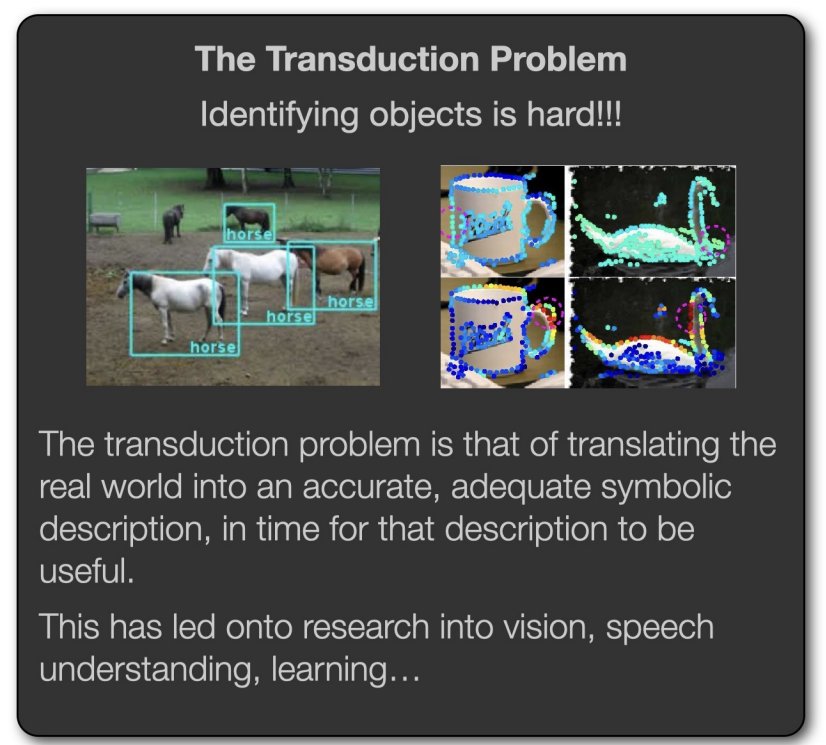 The Transduction Problem
Identifying objects is hard!!!
horse
horse
horse
horse
The transduction problem is that of translating the
real world into an accurate, adequate symbolic
description, in time for that description to be
useful.
This has led onto research into vision, speech
understanding, learning…